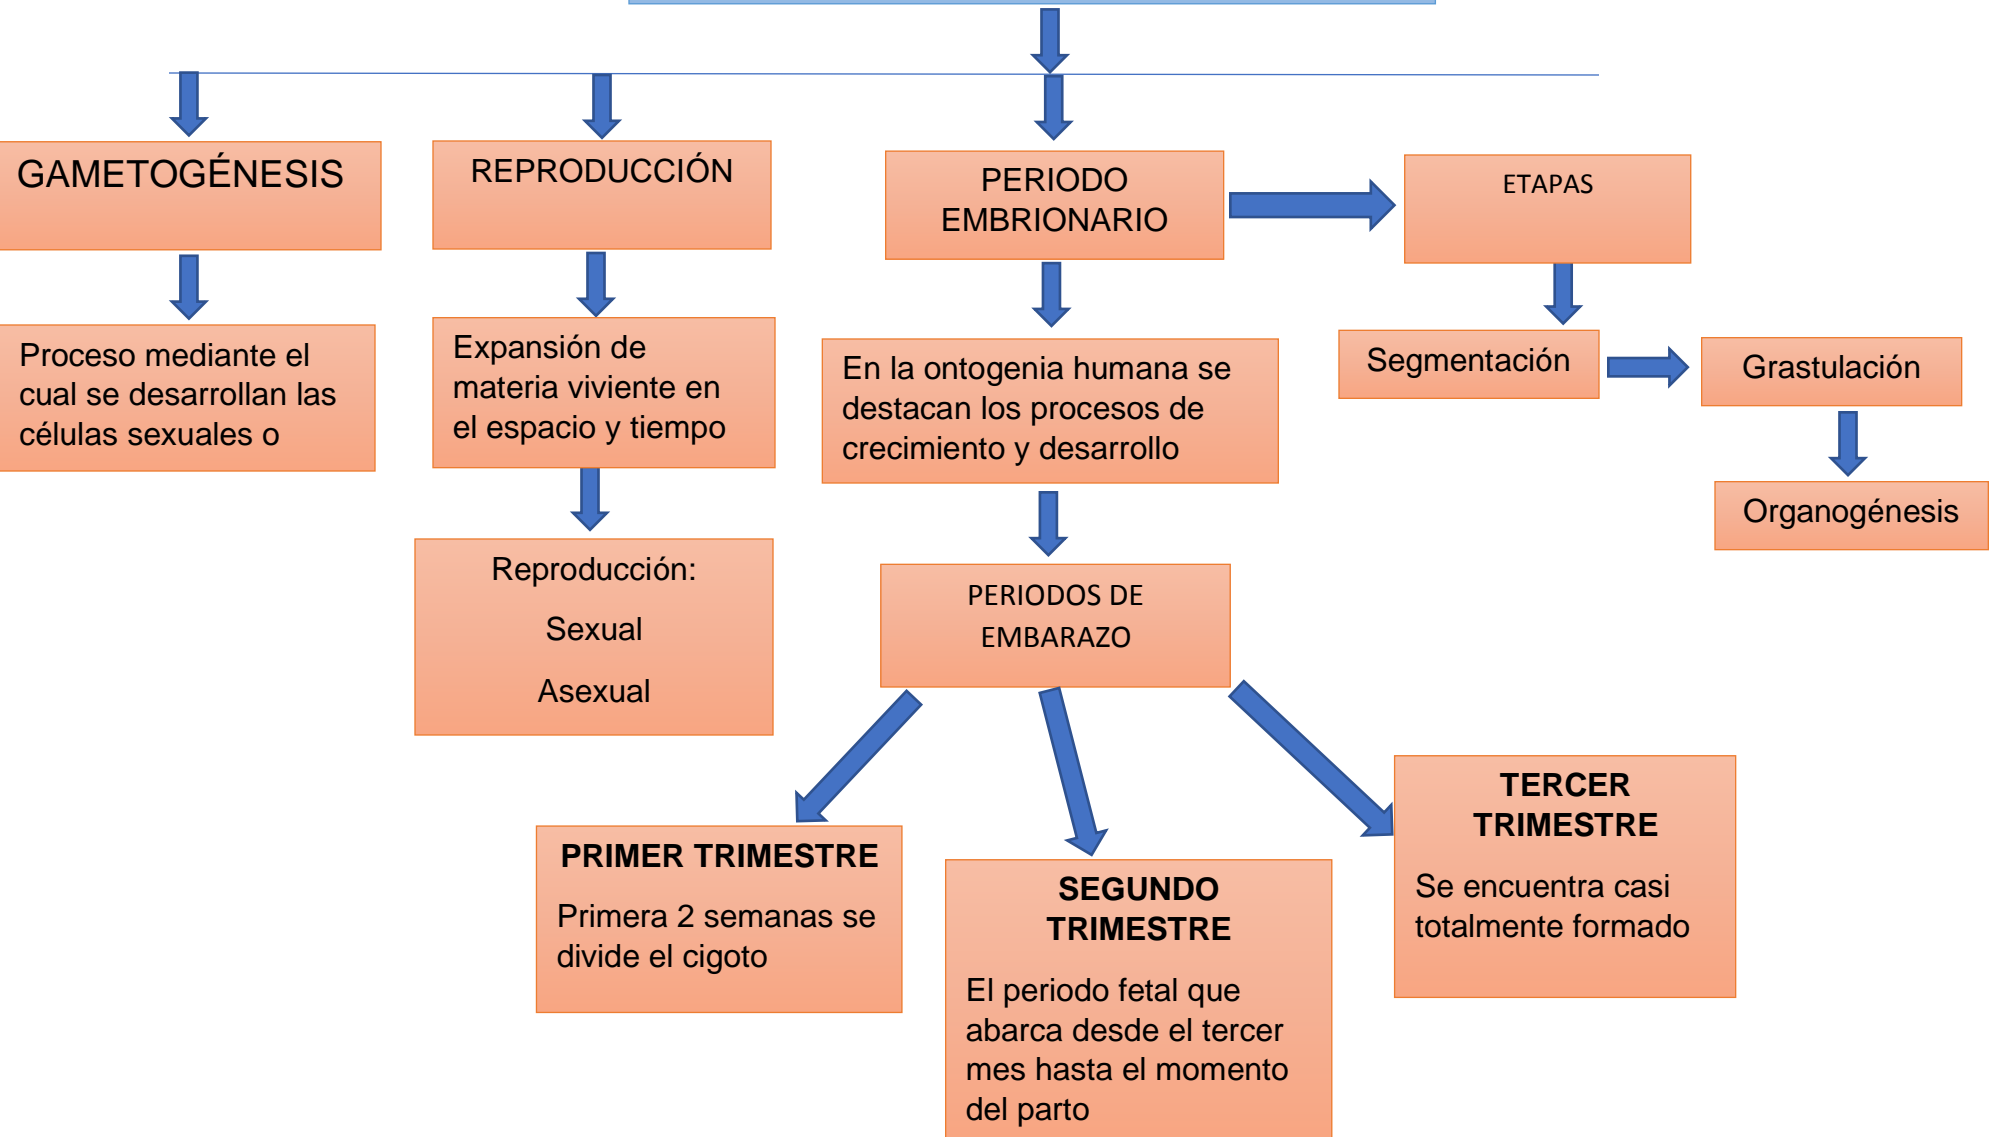 GAMETOGÉNESIS
Proceso mediante el
cual se desarrollan las
células sexuales o
REPRODUCCIÓN
Expansión de
materia viviente en
el espacio y tiempo
Reproducción:
Sexual
Asexual
PERIODO
EMBRIONARIO
En la ontogenia humana se
destacan los procesos de
crecimiento y desarrollo
ETAPAS
Segmentación
Grastulación
Organogénesis
PERIODOS DE
EMBARAZO
PRIMER TRIMESTRE
Primera 2 semanas se
divide el cigoto
SEGUNDO
TRIMESTRE
El periodo fetal que
abarca desde el tercer
mes hasta el momento
del parto
TERCER
TRIMESTRE
Se encuentra casi
totalmente formado